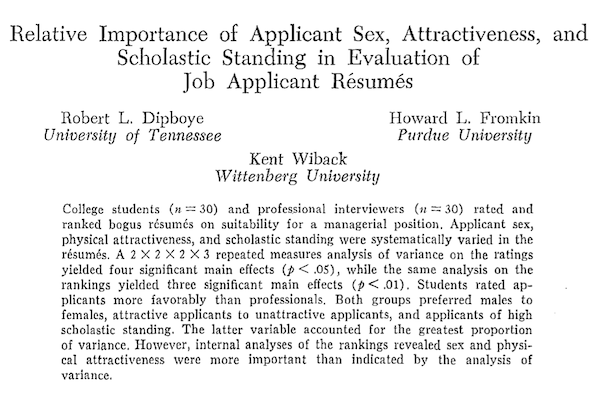 Relative Importance of Applicant Sex, Attractiveness, and
Scholastic Standing in Evaluation of
Job Applicant Résumés
Robert L. Dipboye
University of Tennessee
Howard L. Fromkin
Purdue University
Kent Wiback
Wittenberg University
College students (n = 30) and professional interviewers (n = 30) rated and
ranked bogus résumés on suitability for a managerial position. Applicant sex,
physical attractiveness, and scholastic standing were systematically varied in the
résumés. A 2 X 2 X 2 X 3 repeated measures analysis of variance on the ratings
yielded four significant main effects (p < .05), while the same analysis on the
rankings yielded three significant main effects (p < .01). Students rated ap-
plicants more favorably than professionals. Both groups preferred males to
females, attractive applicants to unattractive applicants, and applicants of high
scholastic standing. The latter variable accounted for the greatest proportion
of variance. However, internal analyses of the rankings revealed sex and physi-
cal attractiveness were more important than indicated by the analysis of
variance.